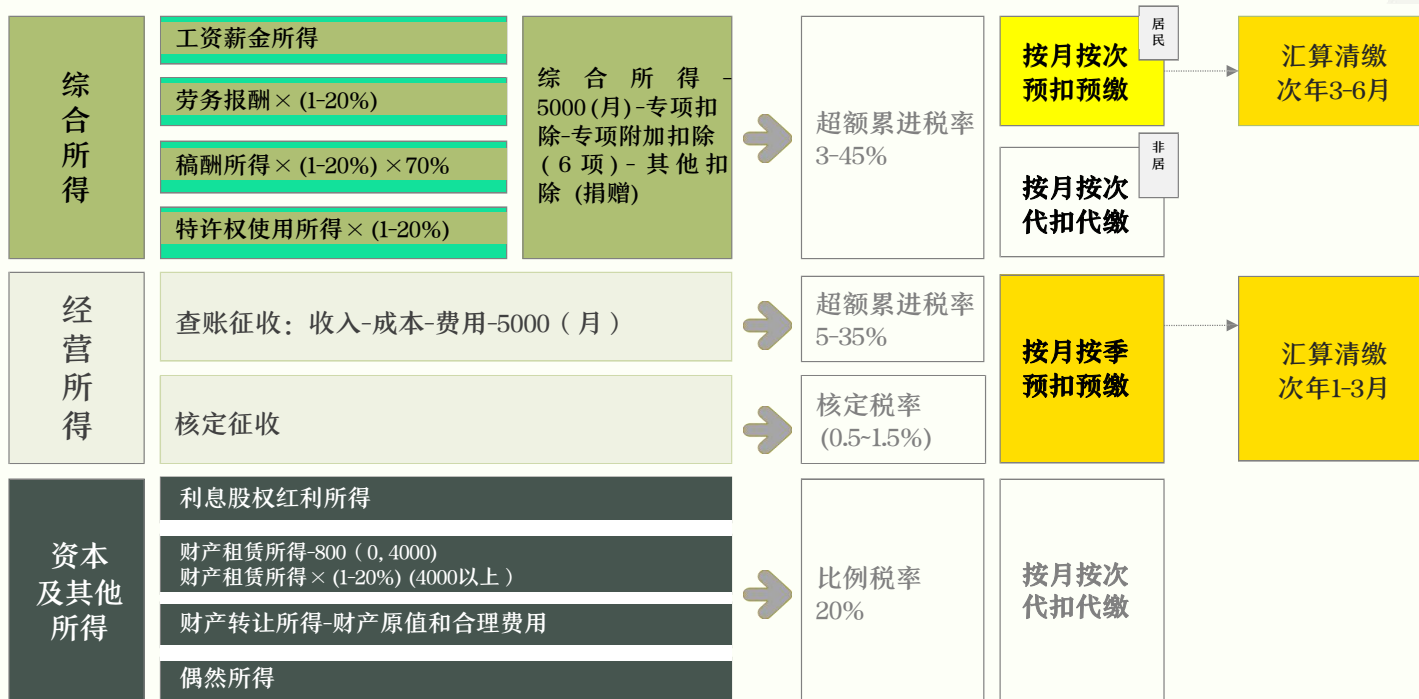 综
合
所
得
工资薪金所得
劳务报酬×(1-20%)
稿酬所得×(1-20%)×70%
特许权使用所得×(1-20%)
综合所得-
5000(月)-专项扣
除-专项附加扣除
(6项)-其他扣
除 (捐赠)
超额累进税率
3-45%
居
民
按月按次
预扣预缴
汇算清缴
次年3-6月
非
居
按月按次
代扣代缴
经
营
所
得
查账征收：收入-成本-费用-5000（月）
超额累进税率
5-35%
核定征收
核定税率
(0.5~1.5%)
按月按季
预扣预缴
汇算清缴
次年1-3月
资本
及其他
所得
利息股权红利所得
财产租赁所得-800（0,4000)
财产租赁所得×(1-20%) (4000以上）
财产转让所得-财产原值和合理费用
偶然所得
比例税率
20%
按月按次
代扣代缴